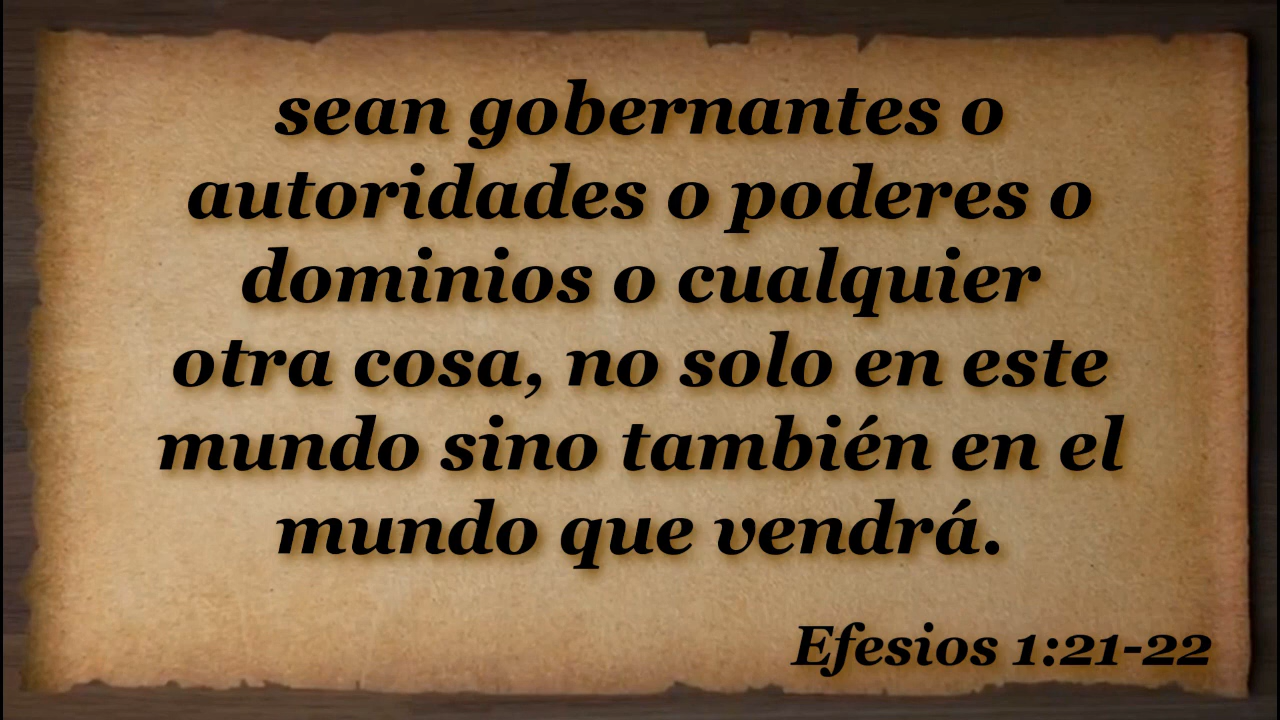 sean gobernantes o
autoridades o poderes o
dominios o cualquier
otra cosa, no solo en este
mundo sino también en el
mundo que vendrá.
Efesios 1:21-22